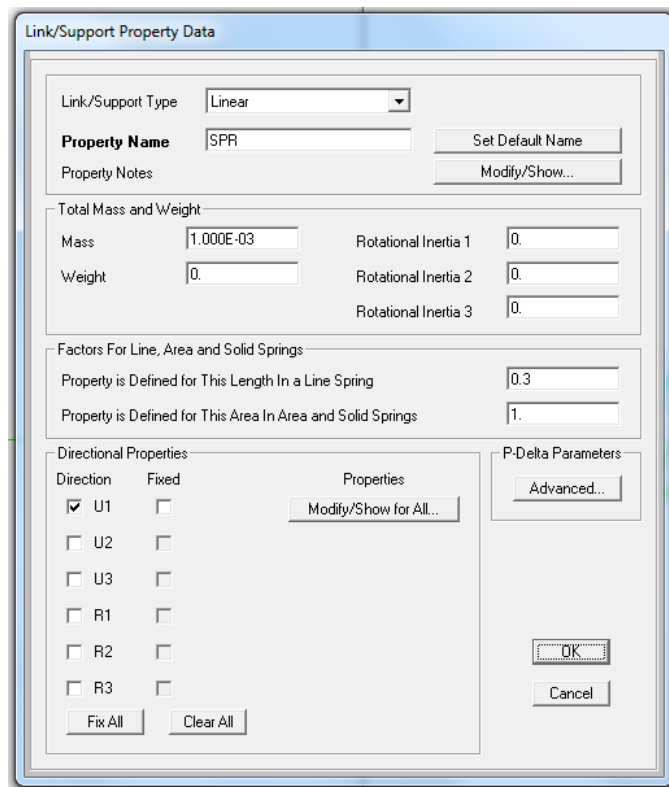 Link/Support Property Data
Link/Support Type Linear
Property Name SPR Set Default Name
Property Notes Modify/Show...
Total Mass and Weight
Mass 1.000E-03 Rotational Inertia 1 0.
Weight 0. Rotational Inertia 2 0.
Rotational Inertia 3 0.
Factors For Line, Area and Solid Springs
Property is Defined for This Length In a Line Spring 0.3
Property is Defined for This Area In Area and Solid Springs 1.
Directional Properties P-Delta Parameters
Direction Fixed Properties Advanced...
U1 Modify/Show for All...
U2
U3
R1
R2 OK
R3 Cancel
Fix All Clear All